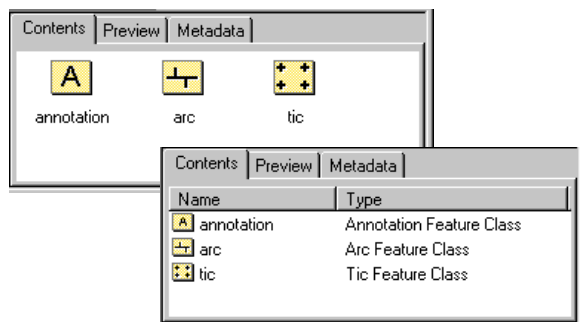 Contents Preview Metadata
A
annotation arc tic
Contents Preview Metadata
Name Type
A annotation Annotation Feature Class
arc Arc Feature Class
tic Tic Feature Class